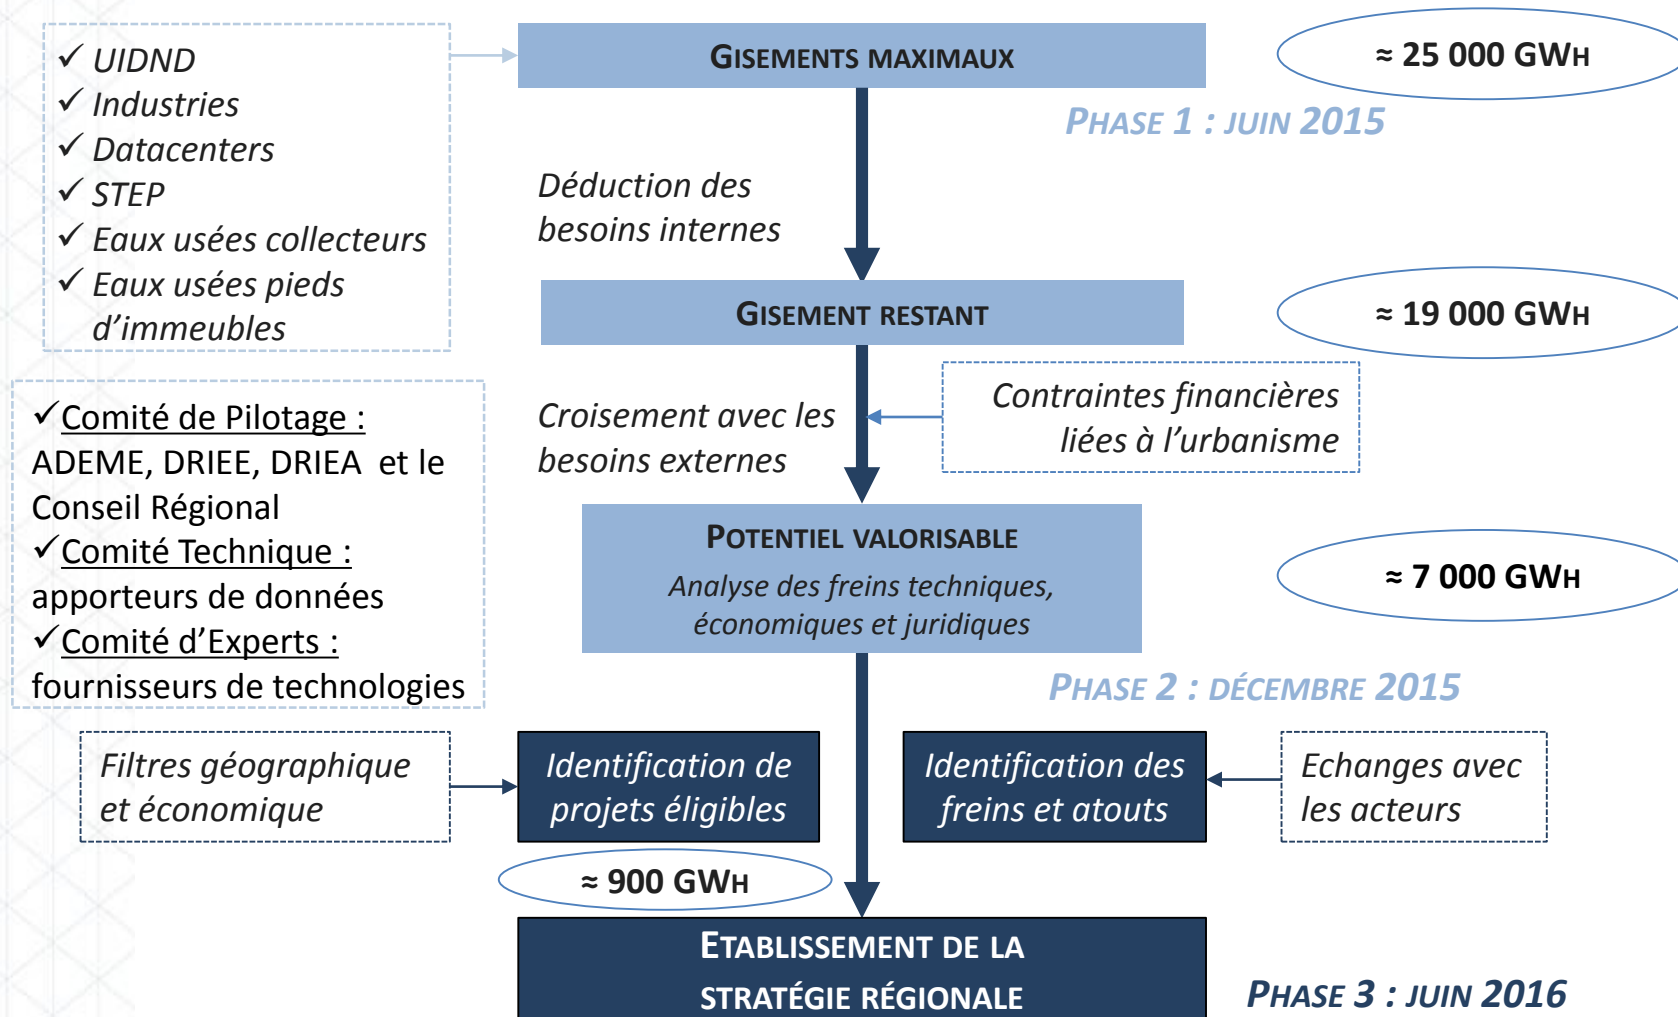 ✓ UIDND
✓ Industries
✓ Datacenters
✓ STEP
✓ Eaux usées collecteurs
✓ Eaux usées pieds
d’immeubles
GISEMENTS MAXIMAUX
≈ 25 000 GWH
PHASE 1 : JUIN 2015
Déduction des
besoins internes
GISEMENT RESTANT
≈ 19 000 GWH
✓Comité de Pilotage :
ADEME, DRIEE, DRIEA et le
Conseil Régional
✓Comité Technique :
apporteurs de données
✓Comité d’Experts :
fournisseurs de technologies
Croisement avec les
besoins externes
Contraintes financières
liées à l’urbanisme
POTENTIEL VALORISABLE
Analyse des freins techniques,
économiques et juridiques
≈ 7 000 GWH
PHASE 2 : DÉCEMBRE 2015
Filtres géographique
et économique
Identification de
projets éligibles
Identification des
freins et atouts
Echanges avec
les acteurs
≈ 900 GWH
ETABLISSEMENT DE LA
STRATÉGIE RÉGIONALE
PHASE 3 : JUIN 2016